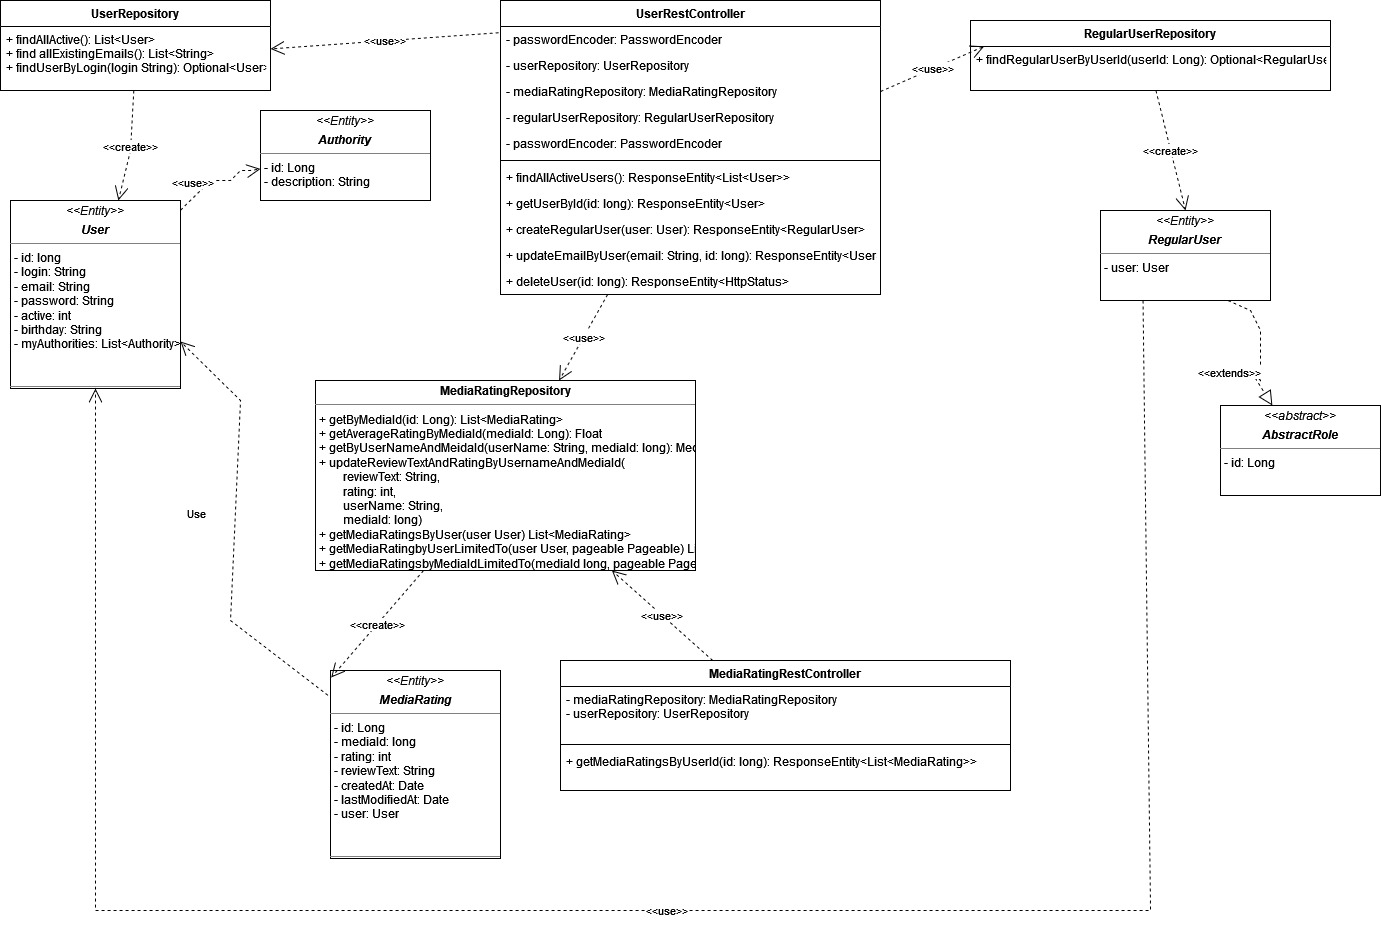 UserRepository
+ findAllActive(): List<User>
+ find allExistingEmails(): List<String>
+ findUserByLogin(login String): Optional<User>
<<use>>
UserRestController
- passwordEncoder: PasswordEncoder
- userRepository: UserRepository
- mediaRatingRepository: MediaRatingRepository
- regularUserRepository: RegularUserRepository
- passwordEncoder: PasswordEncoder
+ findAllActiveUsers(): ResponseEntity<List<User>>
+ getUserById(id: long): ResponseEntity<User>
+ createRegularUser(user: User): ResponseEntity<RegularUser>
+ updateEmailByUser(email: String, id: long): ResponseEntity<User
+ deleteUser(id: long): ResponseEntity<HttpStatus>
<<use>>
RegularUserRepository
+ findRegularUserByUserId(userId: Long): Optional<RegularUse
<<create>>
<<Entity>>
Authority
- id: Long
- description: String
<<use>>
<<create>>
<<Entity>>
User
- id: long
- login: String
- email: String
- password: String
- active: int
- birthday: String
- myAuthorities: List<Authority>
<<Entity>>
RegularUser
- user: User
<<use>>
<<extends>>
<<abstract>>
AbstractRole
- id: Long
MediaRatingRepository
+ getByMediaId(id: Long): List<MediaRating>
+ getAverageRatingByMediaId(mediaId: Long): Float
+ getByUserNameAndMeidaId(userName: String, mediaId: long): Med
+ updateReviewTextAndRatingByUsernameAndMediaId(
reviewText: String,
rating: int,
userName: String,
mediaId: long)
+ getMediaRatingsByUser(user User) List<MediaRating>
+ getMediaRatingbyUserLimitedTo(user User, pageable Pageable) Li
+ getMediaRatingsbyMediaIdLimitedTo(mediaId long, pageable Page
Use
<<create>>
<<use>>
<<Entity>>
MediaRating
- id: Long
- mediaId: long
- rating: int
- reviewText: String
- createdAt: Date
- lastModifiedAt: Date
- user: User
MediaRatingRestController
- mediaRatingRepository: MediaRatingRepository
- userRepository: UserRepository
+ getMediaRatingsByUserId(id: long): ResponseEntity<List<MediaRating>>
<<use>>